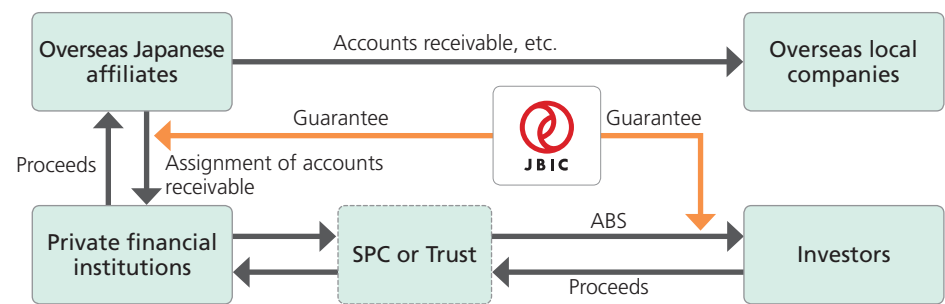 Overseas Japanese
affiliates
Accounts receivable, etc.
Overseas local
companies
Guarantee
JBIC
Guarantee
Proceeds
Assignment of accounts
receivable
Private financial
institutions
SPC or Trust
ABS
Proceeds
Investors